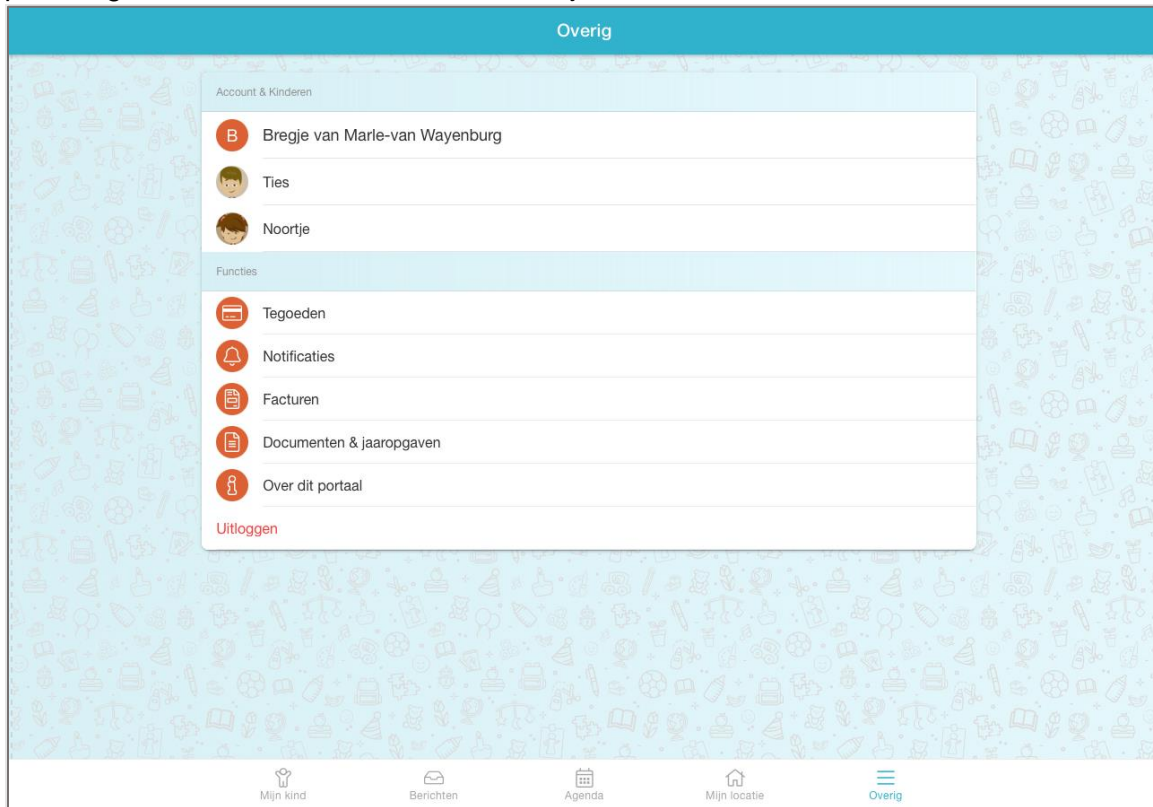 Overig
Account & Kinderen
B
Bregje van Marle-van Wayenburg
Ties
Noortje
Functies
Tegoeden
Notificaties
Facturen
Documenten & jaaropgaven
Over dit portaal
Uitloggen
Mijn kind Berichten Agenda Mijn locatie Overig